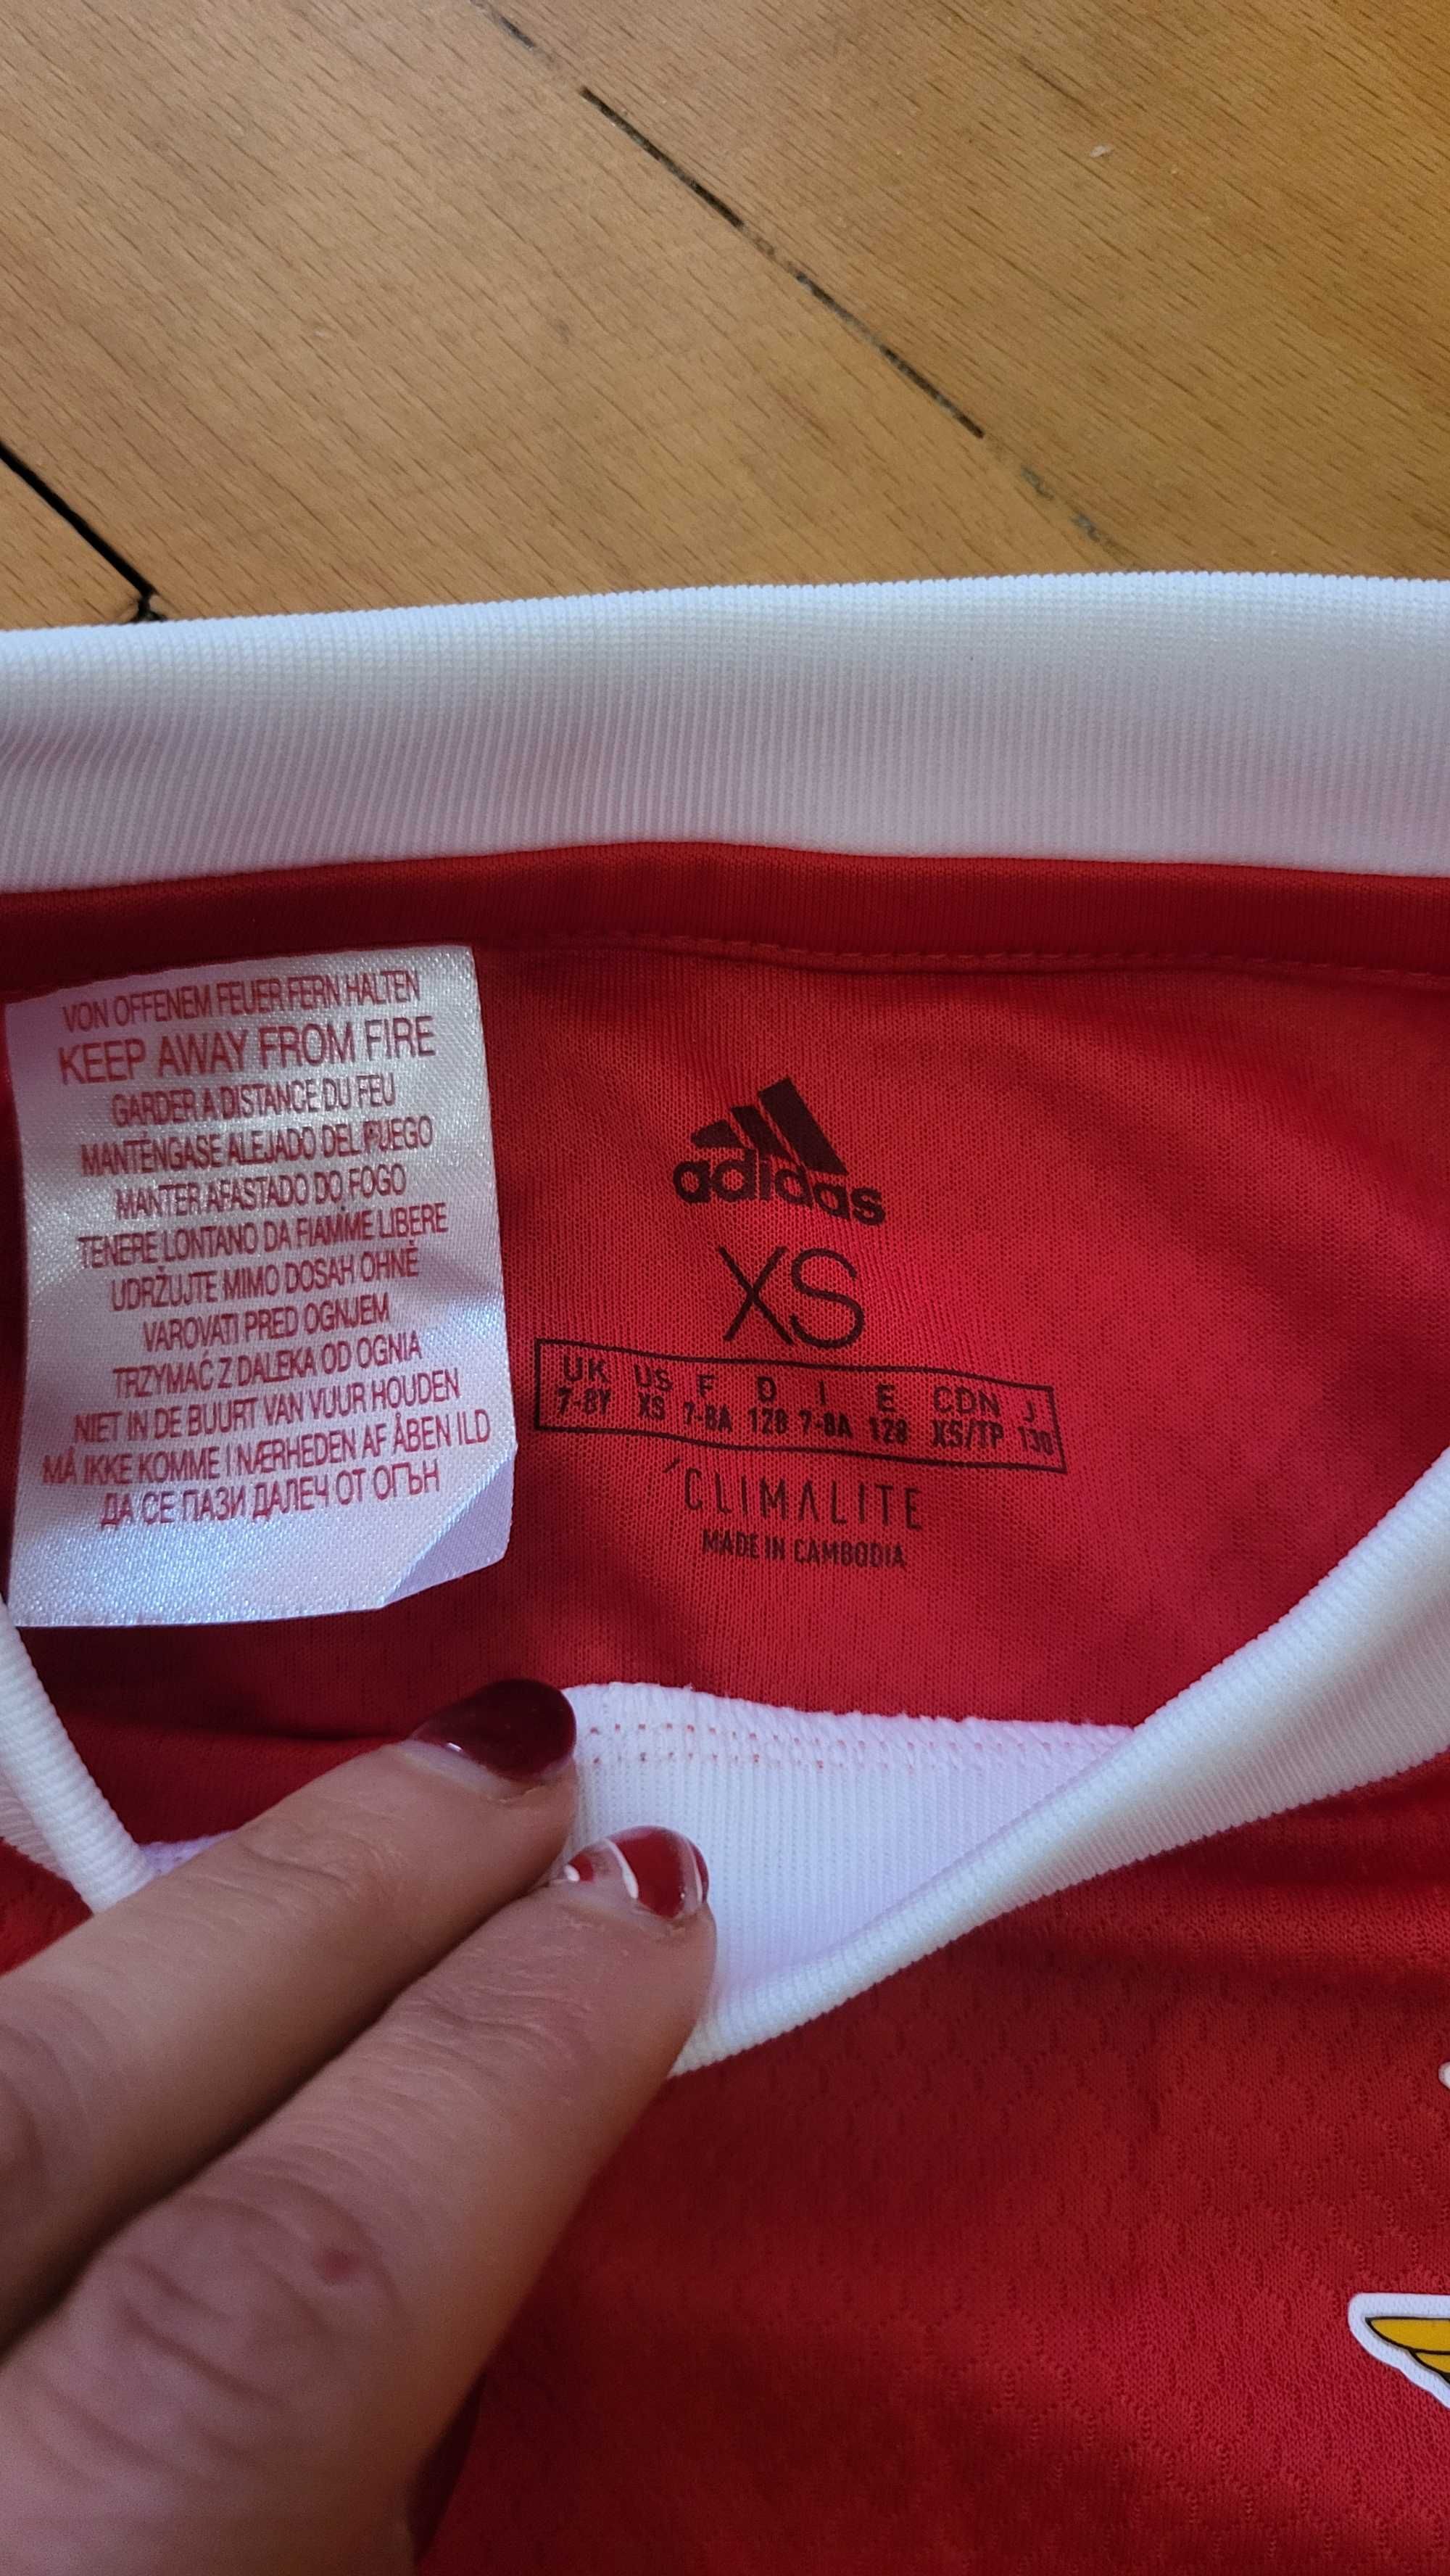 VON OFFENEM FEUER FERN HALTEN
KEEP AWAY FROM FIRE
GARDER A DISTANCE DU FEU
MANTÉNGASE ALEJADO DEL FUEGO
MANTER AFASTADO DO FOGO
TENERE LONTANO DA FIAMME LIBERE
UDRŽUJTE MIMO DOSAH OHNĚ
VAROVATI PRED OGNJEM
TRZYMAĆ Z DALEKA OD OGNIA
NIET IN DE BUURT VAN VUUR HOUDEN
MÅ IKKE KOMME I NÆRHEDEN AF ÅBEN ILD
ДА СЕ ПАЗИ ДАЛЕЧ ОТ ОГЪН
adidas
XS
UK US F D I E CDN J
7-8Y XS 7-8A 128 7-8A 128 XS/TP 130
CLIMALITE
MADE IN CAMBODIA